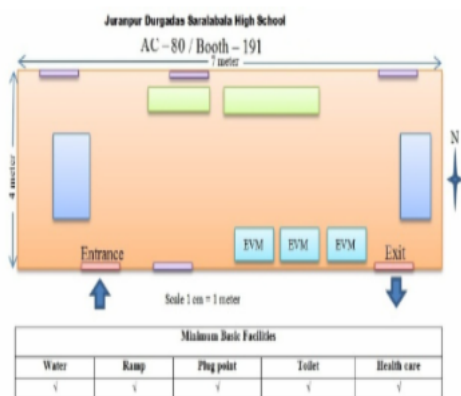 Juranpur Durgadas Saralabala High School
AC – 80 / Booth – 191
7 meter
4 meter
N
EVM EVM EVM
Entrance
Exit
Scale 1 cm = 1 meter
Minimum Basic Facilities
Water Ramp Plug point Toilet Health care
√ √ √ √ √